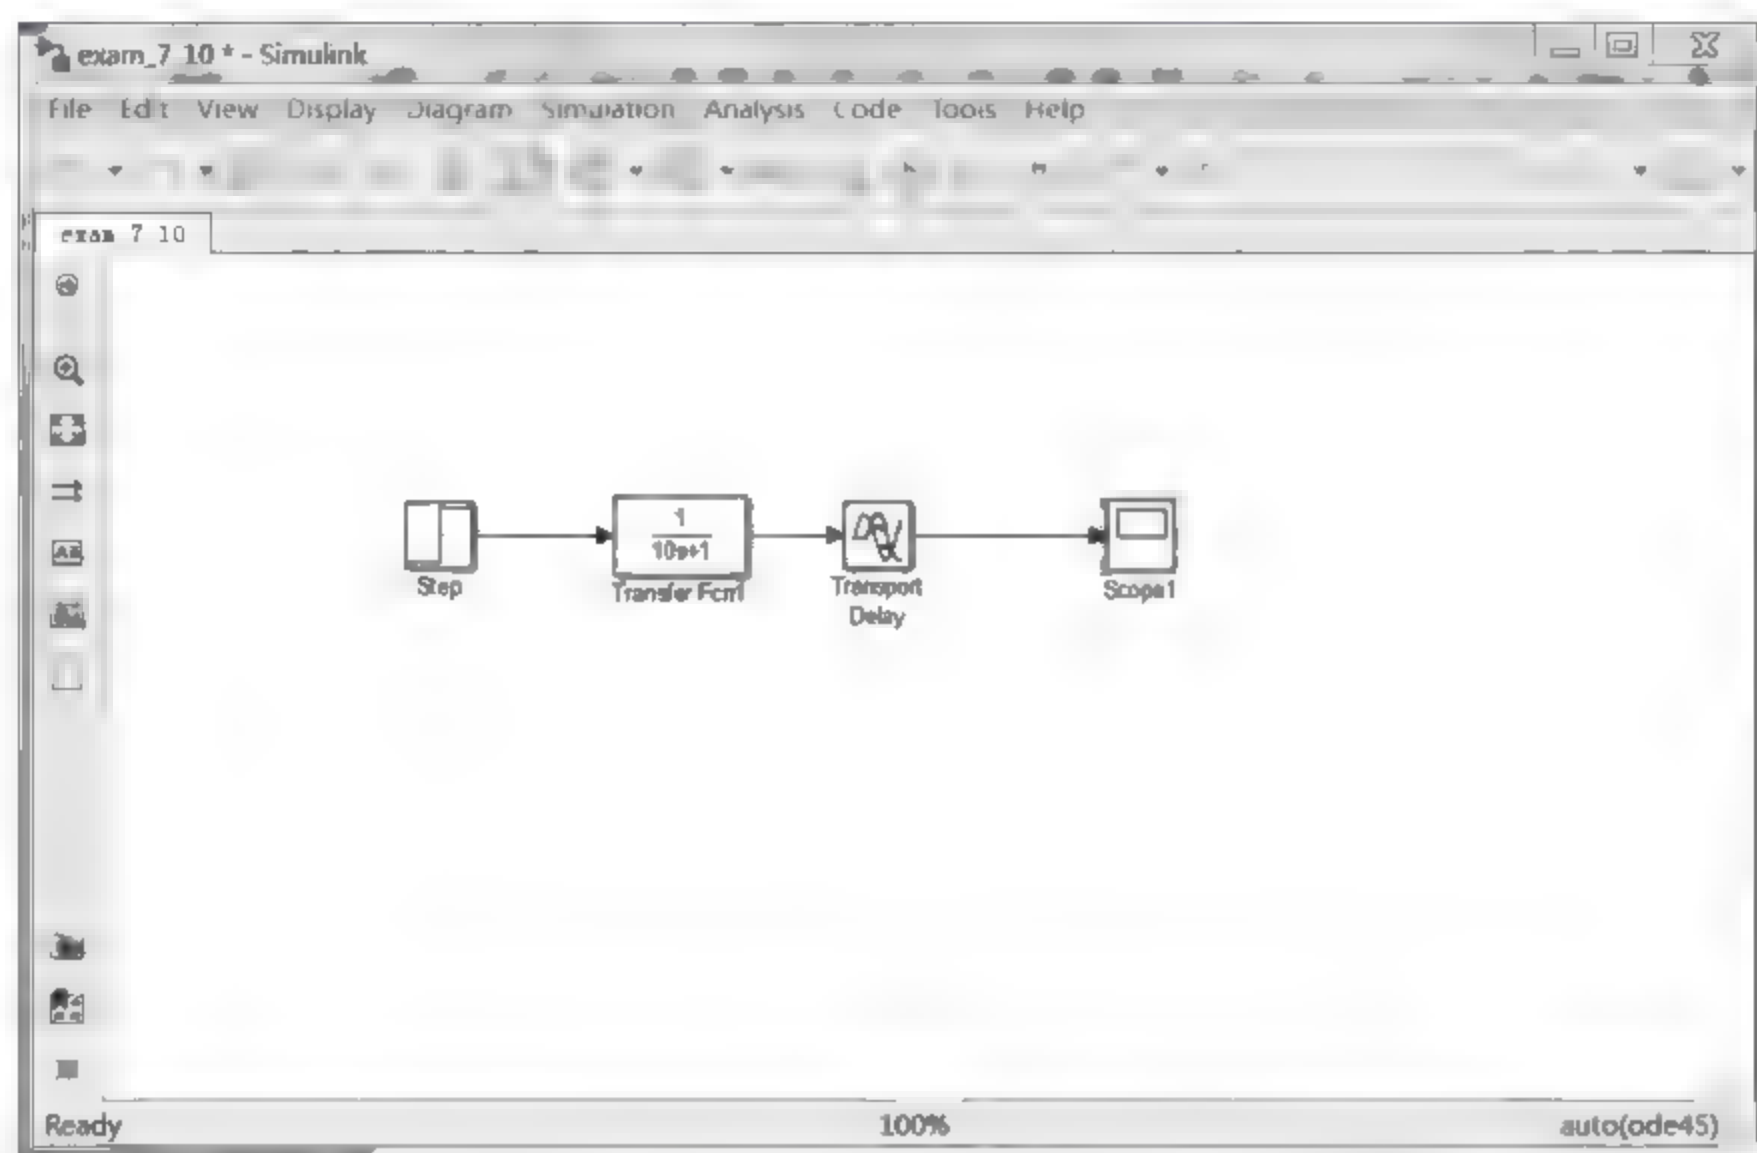 exam_7 10 * - Simulink
File Edit View Display Diagram Simulation Analysis Code Tools Help
exam 7 10
1
10s+1
Step
Transfer Fcn1
Transport
Delay
Scope1
Ready 100% auto(ode45)